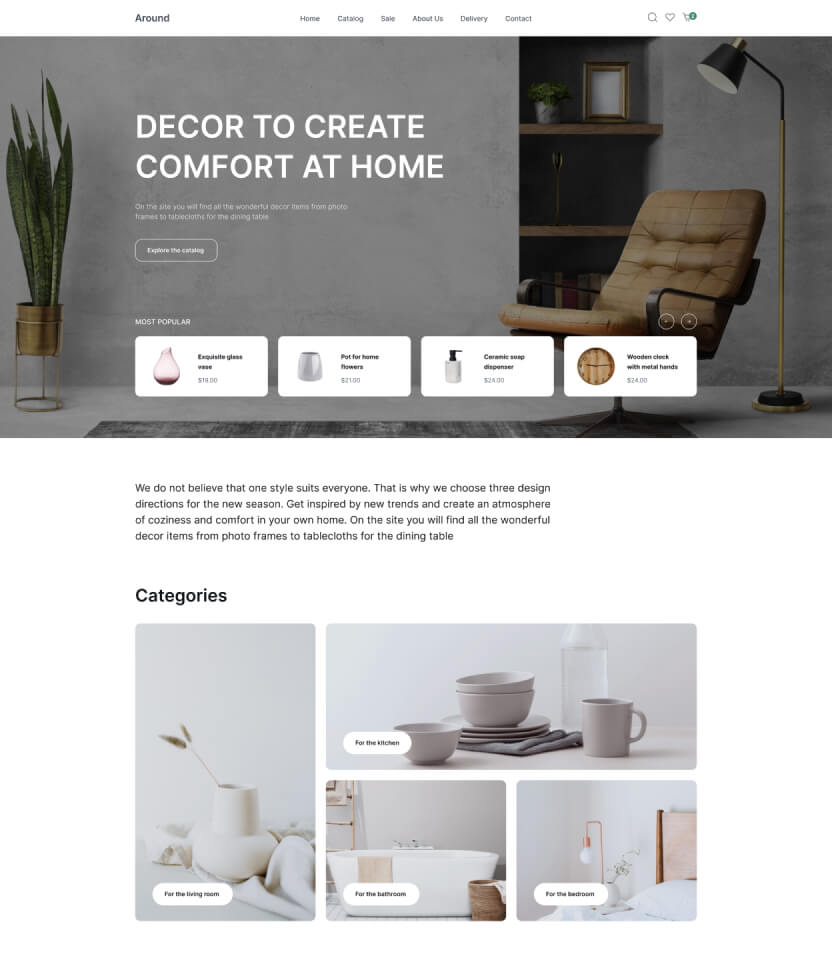 Around
Home Catalog Sale About Us Delivery Contact
2
DECOR TO CREATE
COMFORT AT HOME
On the site you will find all the wonderful decor items from photo
frames to tablecloths for the dining table
Explore the catalog
MOST POPULAR
Exquisite glass
vase
$19.00
Pot for home
flowers
$21.00
Ceramic soap
dispenser
$24.00
Wooden clock
with metal hands
$24.00
We do not believe that one style suits everyone. That is why we choose three design
directions for the new season. Get inspired by new trends and create an atmosphere
of coziness and comfort in your own home. On the site you will find all the wonderful
decor items from photo frames to tablecloths for the dining table
Categories
For the kitchen
For the living room
For the bathroom
For the bedroom